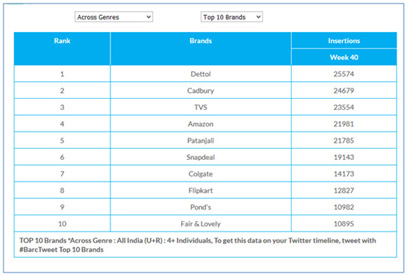 Across Genres Top 10 Brands
Rank Brands Insertions
Week 40
1 Dettol 25574
2 Cadbury 24679
3 TVS 23554
4 Amazon 21981
5 Patanjali 21785
6 Snapdeal 19143
7 Colgate 14173
8 Flipkart 12827
9 Pond's 10982
10 Fair & Lovely 10895
TOP 10 Brands *Across Genre : All India (U+R) : 4+ Individuals, To get this data on your Twitter timeline, tweet with
#BarcTweet Top 10 Brands